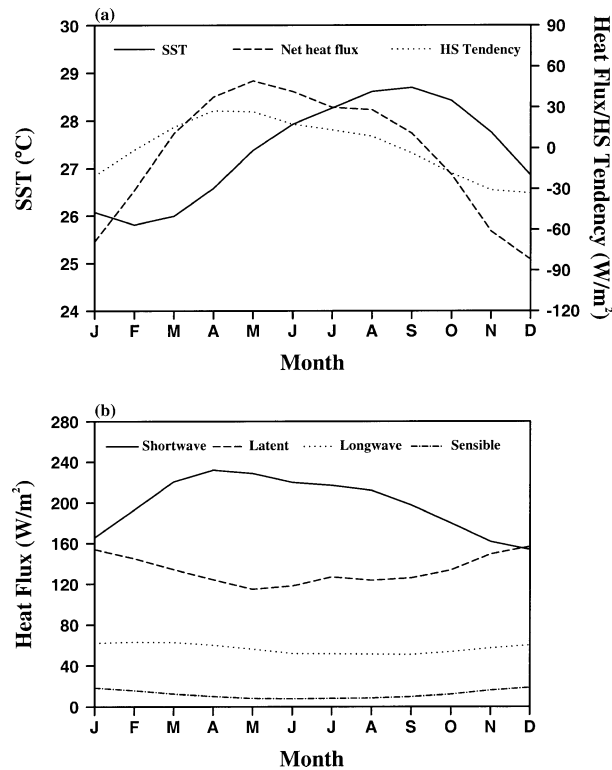 (a)
SST Net heat flux HS Tendency
30
29
28
27
26
25
24
SST (°C)
90
60
30
0
-30
-60
-90
-120
Heat Flux/HS Tendency (W/m²)
J F M A M J J A S O N D
Month
(b)
Shortwave Latent Longwave Sensible
280
240
200
160
120
80
40
0
Heat Flux (W/m²)
J F M A M J J A S O N D
Month